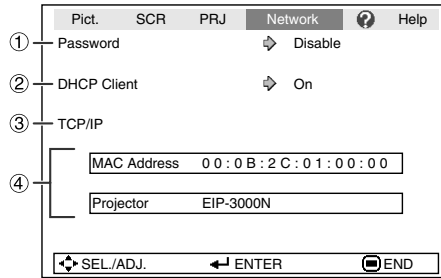 Pict. SCR PRJ Network ? Help
① Password Disable
② DHCP Client On
③ TCP/IP
④
MAC Address 00:0B:2C:01:00:00
Projector EIP-3000N
SEL./ADJ. ENTER END